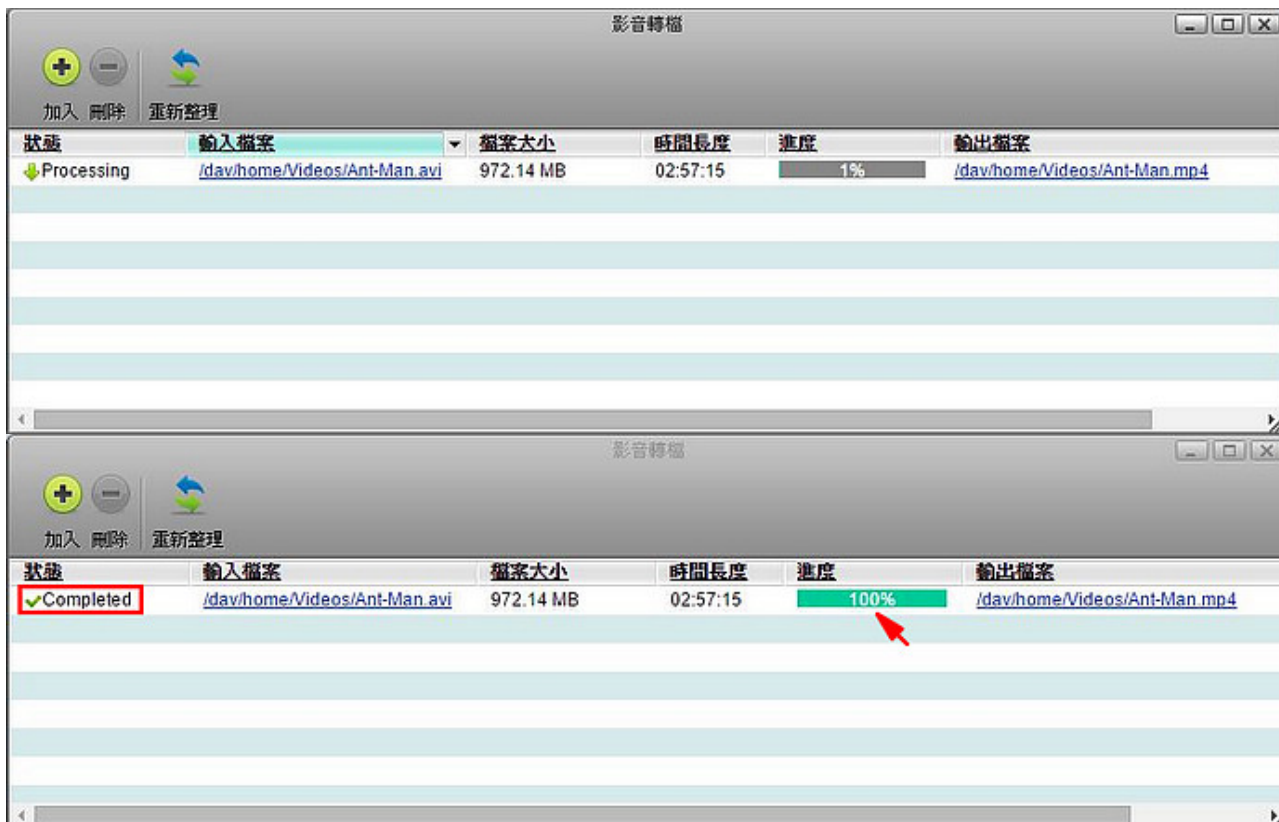 影音轉檔
加入 刪除 重新整理
狀態 輸入檔案 檔案大小 時間長度 進度 輸出檔案
Processing /dav/home/Videos/Ant-Man.avi 972.14 MB 02:57:15 1% /dav/home/Videos/Ant-Man.mp4
影音轉檔
加入 刪除 重新整理
狀態 輸入檔案 檔案大小 時間長度 進度 輸出檔案
Completed /dav/home/Videos/Ant-Man.avi 972.14 MB 02:57:15 100% /dav/home/Videos/Ant-Man.mp4